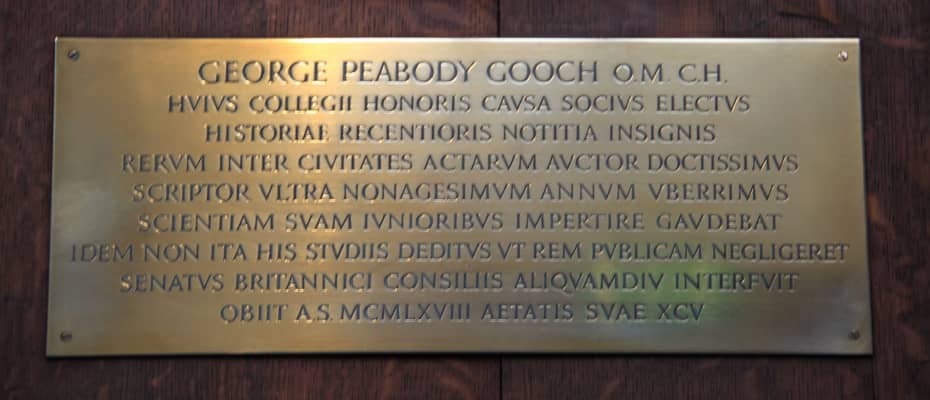 GEORGE PEABODY GOOCH O.M. C.H.
HVIVS COLLEGII HONORIS CAVSA SOCIVS ELECTVS
HISTORIAE RECENTIORIS NOTITIA INSIGNIS
RERVM INTER CIVITATES ACTARVM AVCTOR DOCTISSIMVS
SCRIPTOR VLTRA NONAGESIMVM ANNVM VBERRIMVS
SCIENTIAM SVAM IVNIORIBVS IMPERTIRE GAVDEBAT
IDEM NON ITA HIS STVDIIS DEDITVS VT REM PVBLICAM NEGLIGERET
SENATVS BRITANNICI CONSILIIS ALIQVAMDIV INTERFVIT
OBIIT A.S. MCMLXVIII AETATIS SVAE XCV